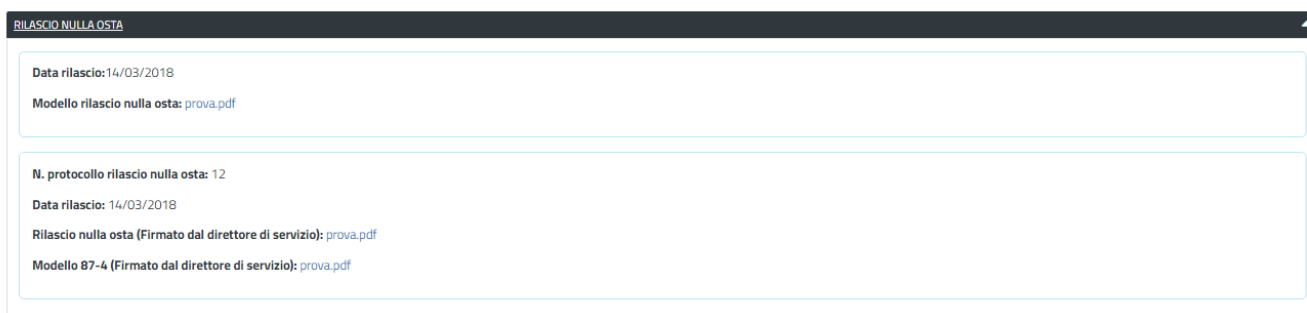 RILASCIO NULLA OSTA
Data rilascio:14/03/2018
Modello rilascio nulla osta: prova.pdf
N. protocollo rilascio nulla osta: 12
Data rilascio: 14/03/2018
Rilascio nulla osta (Firmato dal direttore di servizio): prova.pdf
Modello 87-4 (Firmato dal direttore di servizio): prova.pdf